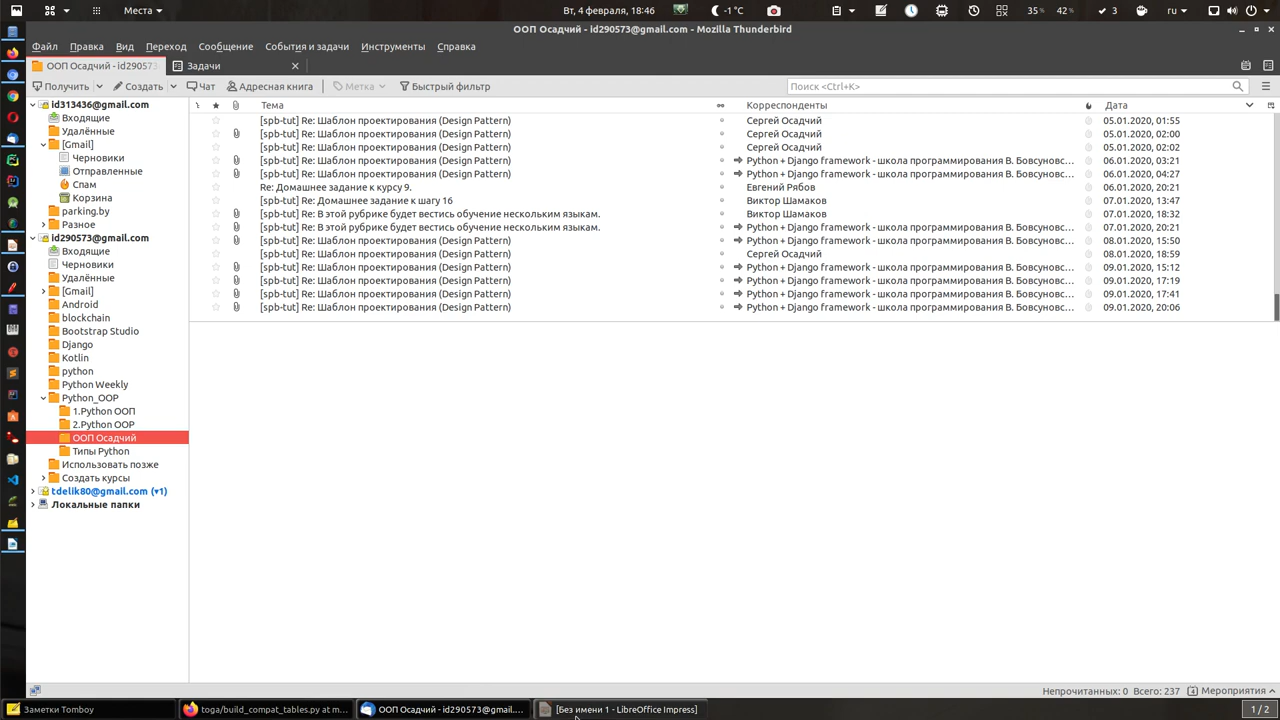 Места
Вт, 4 февраля, 18:46
-1 °C
35 %
42 %
3
ru
ООП Осадчий - id290573@gmail.com - Mozilla Thunderbird
Файл Правка Вид Переход Сообщение События и задачи Инструменты Справка
ООП Осадчий - id290573
Задачи
Получить Создать Чат Адресная книга Метка Быстрый фильтр
Поиск <Ctrl+K>
id313436@gmail.com
Входящие
Удалённые
[Gmail]
Черновики
Отправленные
Спам
Корзина
parking.by
Разное
id290573@gmail.com
Входящие
Черновики
Удалённые
[Gmail]
Android
blockchain
Bootstrap Studio
Django
Kotlin
python
Python Weekly
Python_OOP
1.Python ООП
2.Python OOP
ООП Осадчий
Типы Python
Использовать позже
Создать курсы
tdelik80@gmail.com (▾1)
Локальные папки
Тема Корреспонденты Дата
[spb-tut] Re: Шаблон проектирования (Design Pattern) Сергей Осадчий 05.01.2020, 01:55
[spb-tut] Re: Шаблон проектирования (Design Pattern) Сергей Осадчий 05.01.2020, 02:00
[spb-tut] Re: Шаблон проектирования (Design Pattern) Сергей Осадчий 05.01.2020, 02:02
[spb-tut] Re: Шаблон проектирования (Design Pattern) Python + Django framework - школа программирования В. Бовсуновс... 06.01.2020, 03:21
[spb-tut] Re: Шаблон проектирования (Design Pattern) Python + Django framework - школа программирования В. Бовсуновс... 06.01.2020, 04:27
Re: Домашнее задание к курсу 9. Евгений Рябов 06.01.2020, 20:21
[spb-tut] Re: Домашнее задание к шагу 16 Виктор Шамаков 07.01.2020, 13:47
[spb-tut] Re: В этой рубрике будет вестись обучение нескольким языкам. Виктор Шамаков 07.01.2020, 18:32
[spb-tut] Re: В этой рубрике будет вестись обучение нескольким языкам. Python + Django framework - школа программирования В. Бовсуновс... 07.01.2020, 20:21
[spb-tut] Re: Шаблон проектирования (Design Pattern) Python + Django framework - школа программирования В. Бовсуновс... 08.01.2020, 15:50
[spb-tut] Re: Шаблон проектирования (Design Pattern) Сергей Осадчий 08.01.2020, 18:59
[spb-tut] Re: Шаблон проектирования (Design Pattern) Python + Django framework - школа программирования В. Бовсуновс... 09.01.2020, 15:12
[spb-tut] Re: Шаблон проектирования (Design Pattern) Python + Django framework - школа программирования В. Бовсуновс... 09.01.2020, 17:19
[spb-tut] Re: Шаблон проектирования (Design Pattern) Python + Django framework - школа программирования В. Бовсуновс... 09.01.2020, 17:41
[spb-tut] Re: Шаблон проектирования (Design Pattern) Python + Django framework - школа программирования В. Бовсуновс... 09.01.2020, 20:06
Непрочитанных: 0 Всего: 237 Мероприятия
Заметки Tomboy
toga/build_compat_tables.py at m...
ООП Осадчий - id290573@gmail....
[Без имени 1 - LibreOffice Impress]
1 / 2